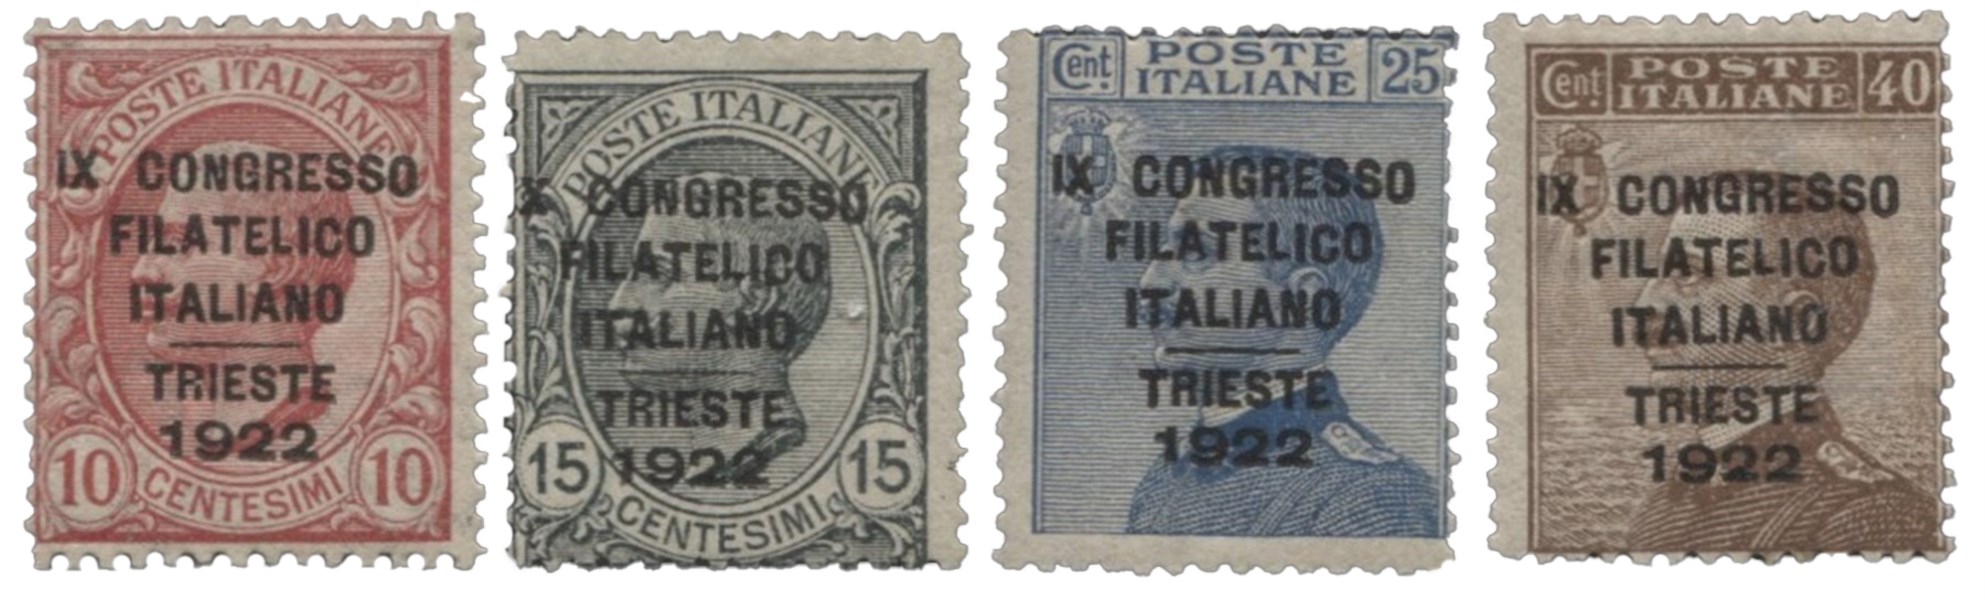 POSTE ITALIANE
IX CONGRESSO
FILATELICO
ITALIANO
TRIESTE
1922
10 CENTESIMI 10
POSTE ITALIANE
X CONGRESSO
FILATELICO
ITALIANO
TRIESTE
1922
15 CENTESIMI 15
Cent. POSTE ITALIANE 25
IX CONGRESSO
FILATELICO
ITALIANO
TRIESTE
1922
Cent. POSTE ITALIANE 40
IX CONGRESSO
FILATELICO
ITALIANO
TRIESTE
1922